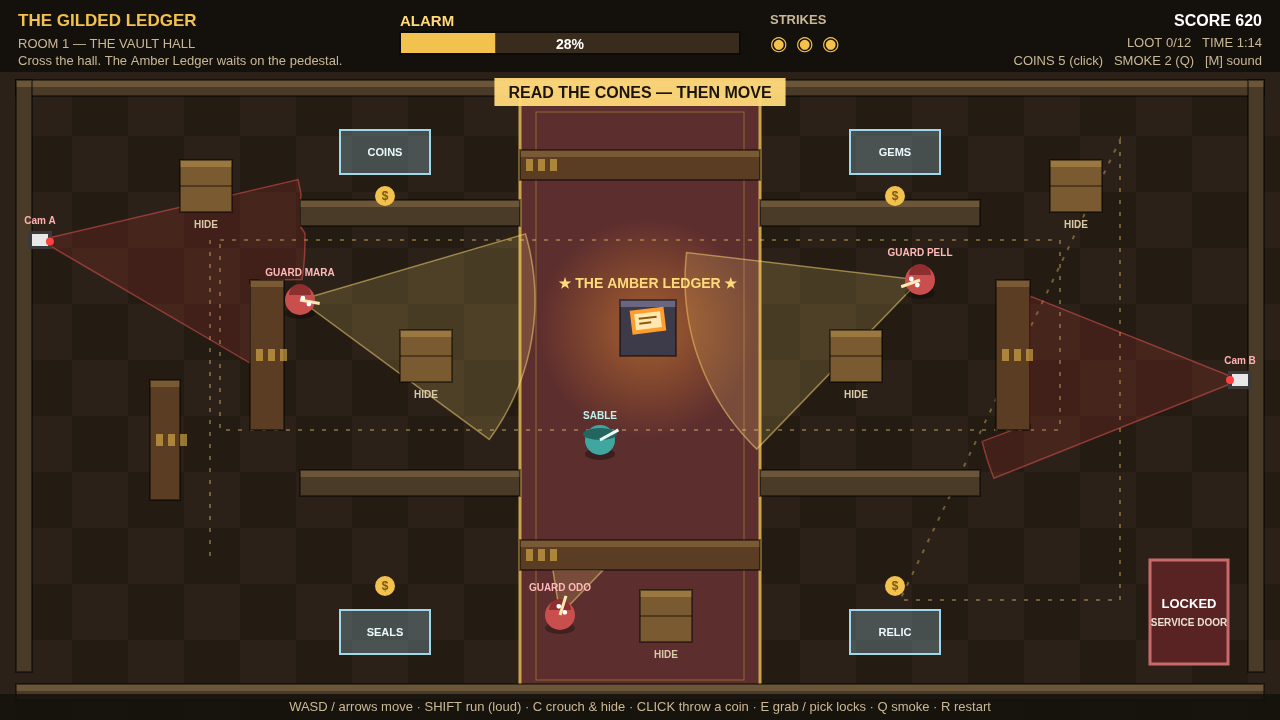 THE GILDED LEDGER
ROOM 1 — THE VAULT HALL
Cross the hall. The Amber Ledger waits on the pedestal.
ALARM
28%
STRIKES
SCORE 620
LOOT 0/12 TIME 1:14
COINS 5 (click) SMOKE 2 (Q) [M] sound
READ THE CONES — THEN MOVE
COINS
GEMS
$
$
HIDE
HIDE
Cam A
GUARD MARA
GUARD PELL
★ THE AMBER LEDGER ★
Cam B
HIDE
HIDE
SABLE
$
$
GUARD ODO
SEALS
RELIC
HIDE
LOCKED
SERVICE DOOR
WASD / arrows move · SHIFT run (loud) · C crouch & hide · CLICK throw a coin · E grab / pick locks · Q smoke · R restart